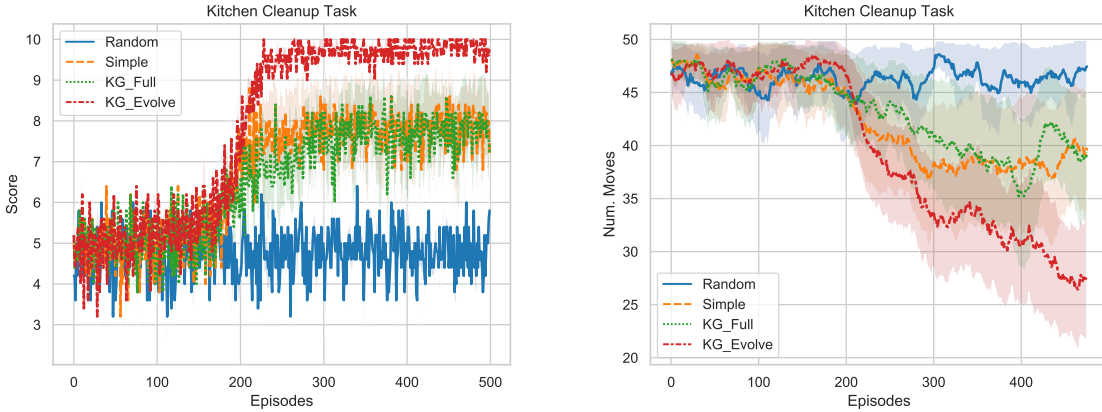 Kitchen Cleanup Task
Score
10
9
8
7
6
5
4
3
0
100
200
300
400
500
Episodes
Random
Simple
KG_Full
KG_Evolve
Kitchen Cleanup Task
Num. Moves
50
45
40
35
30
25
20
0
100
200
300
400
Episodes
Random
Simple
KG_Full
KG_Evolve